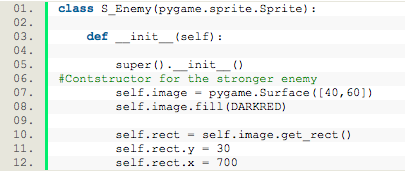 01. class S_Enemy(pygame.sprite.Sprite):
02.
03.     def __init__(self):
04.
05.         super().__init__()
06. #Contstructor for the stronger enemy
07.         self.image = pygame.Surface([40,60])
08.         self.image.fill(DARKRED)
09.
10.         self.rect = self.image.get_rect()
11.         self.rect.y = 30
12.         self.rect.x = 700